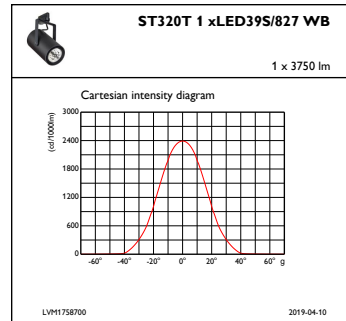 ST320T 1 xLED39S/827 WB
1 x 3750 lm
Cartesian intensity diagram
(cd/1000lm)
3000
2400
1800
1200
600
0
-60° -40° -20° 0° 20° 40° 60° g
LVM1758700 2019-04-10